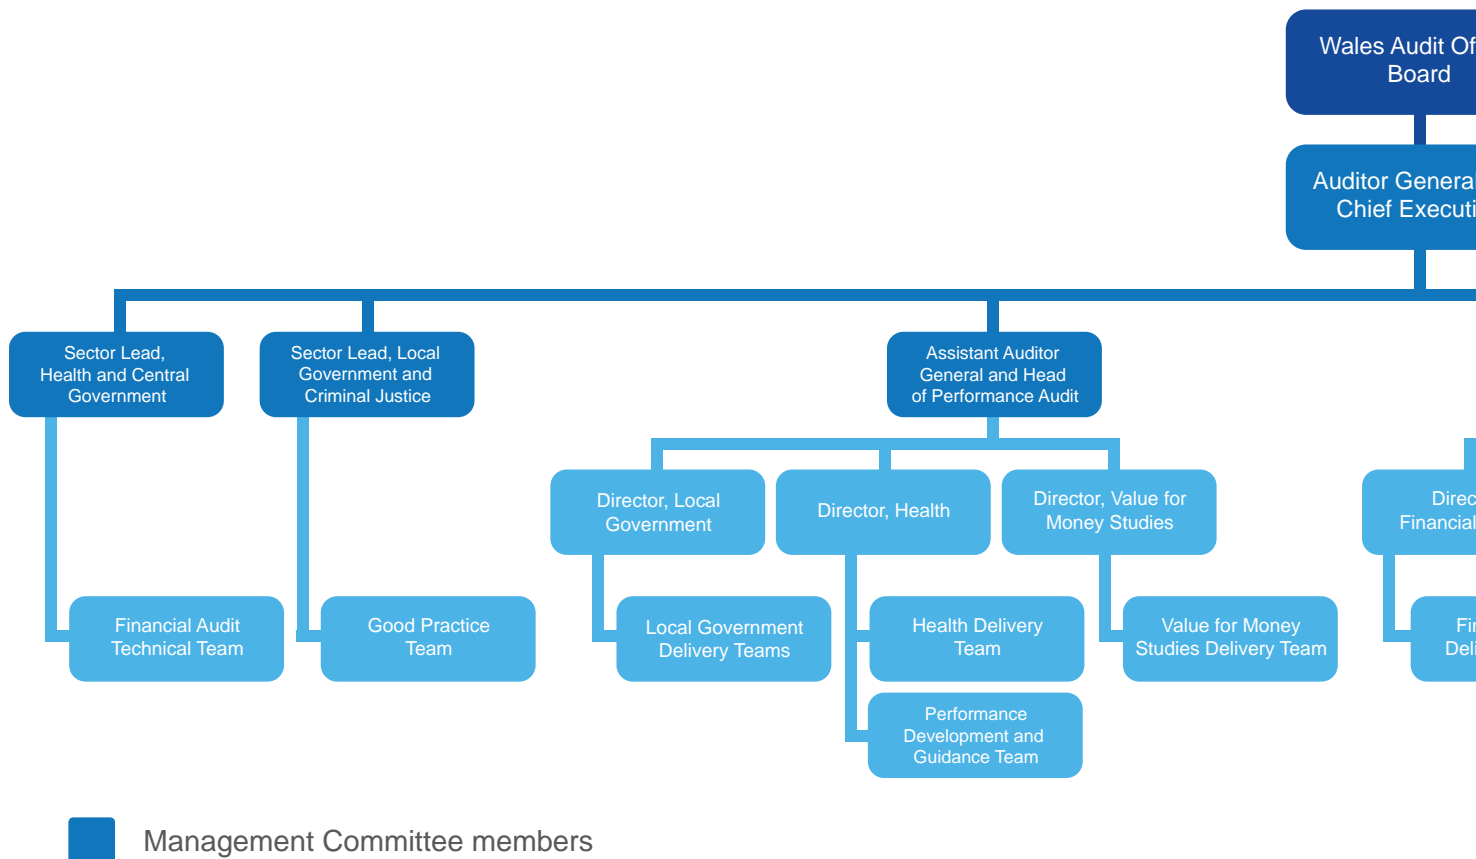 Wales Audit
Board
Auditor General
Chief
Sector Lead,
Health and Central
Government
Sector Lead, Local
Government and
Criminal Justice
Assistant Auditor
General and Head
of Performance Audit
Director, Local
Government
Director, Health
Director, Value for
Money Studies
Financial
Financial Audit
Technical Team
Good Practice
Team
Local Government
Delivery Teams
Health Delivery
Team
Value for Money
Studies Delivery Team
Performance
Development and
Guidance Team
Management Committee members